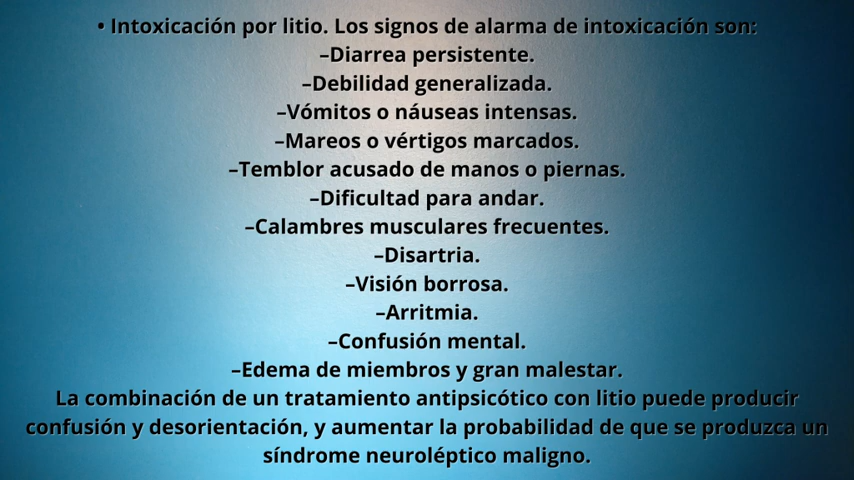 • Intoxicación por litio. Los signos de alarma de intoxicación son:
–Diarrea persistente.
–Debilidad generalizada.
–Vómitos o náuseas intensas.
–Mareos o vértigos marcados.
–Temblor acusado de manos o piernas.
–Dificultad para andar.
–Calambres musculares frecuentes.
–Disartria.
–Visión borrosa.
–Arritmia.
–Confusión mental.
–Edema de miembros y gran malestar.
La combinación de un tratamiento antipsicótico con litio puede producir
confusión y desorientación, y aumentar la probabilidad de que se produzca un
síndrome neuroléptico maligno.